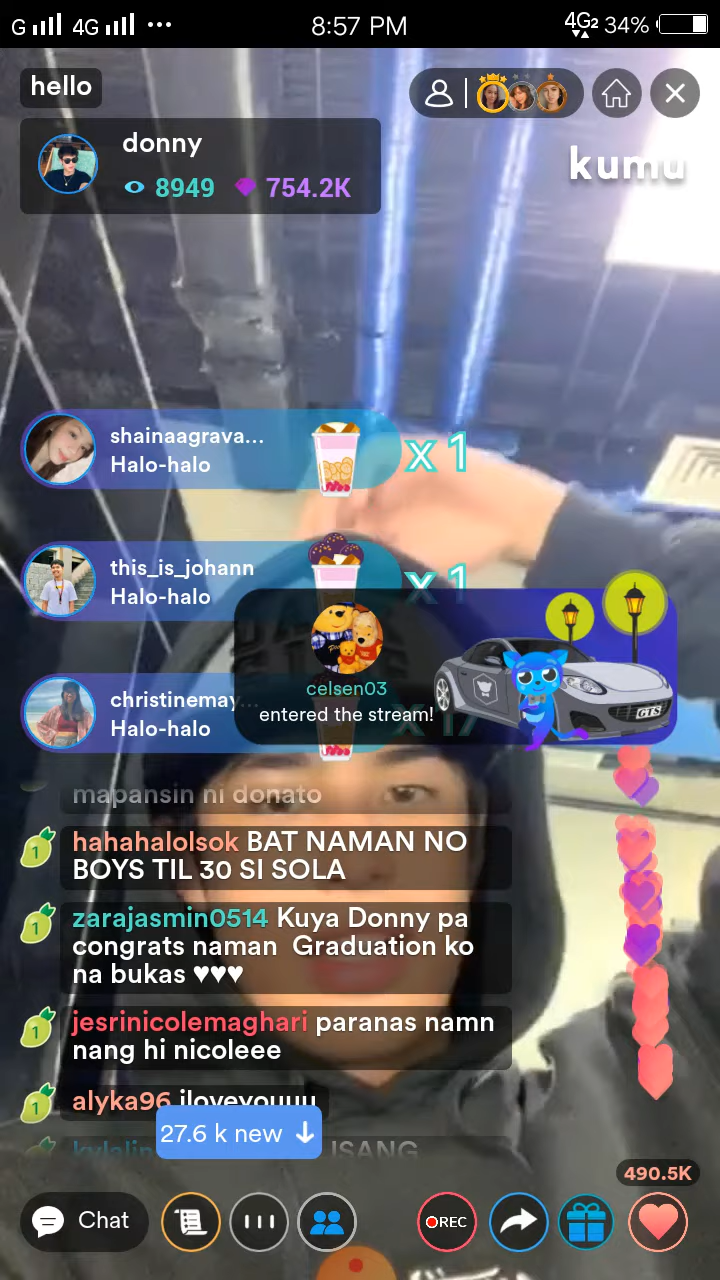 G 4G ••• 8:57 PM 4G2 34%
hello
donny
8949 754.2K
kumu
shainaagrava...
Halo-halo
x 1
this_is_johann
Halo-halo
x 1
christinemay...
Halo-halo
x 17
celsen03
entered the stream!
GTS
mapansin ni donato
1 hahahalolsok BAT NAMAN NO
BOYS TIL 30 SI SOLA
1 zarajasmin0514 Kuya Donny pa
congrats naman Graduation ko
na bukas ♥♥♥
1 jesrinicolemaghari paranas namn
nang hi nicoleee
1 alyka96 iloveyouuu
27.6 k new ↓
ISANG
490.5K
Chat
REC